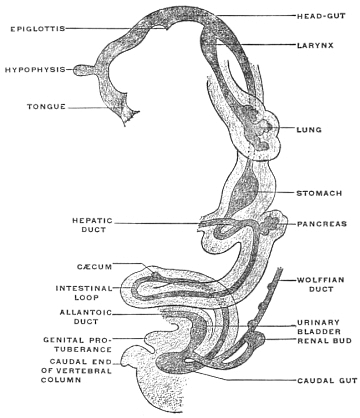 HEAD-GUT
EPIGLOTTIS
LARYNX
HYPOPHYSIS
TONGUE
LUNG
STOMACH
HEPATIC
DUCT
PANCREAS
CÆCUM
INTESTINAL
LOOP
WOLFFIAN
DUCT
ALLANTOIC
DUCT
URINARY
BLADDER
GENITAL PRO-
TUBERANCE
RENAL BUD
CAUDAL END
OF VERTEBRAL
COLUMN
CAUDAL GUT